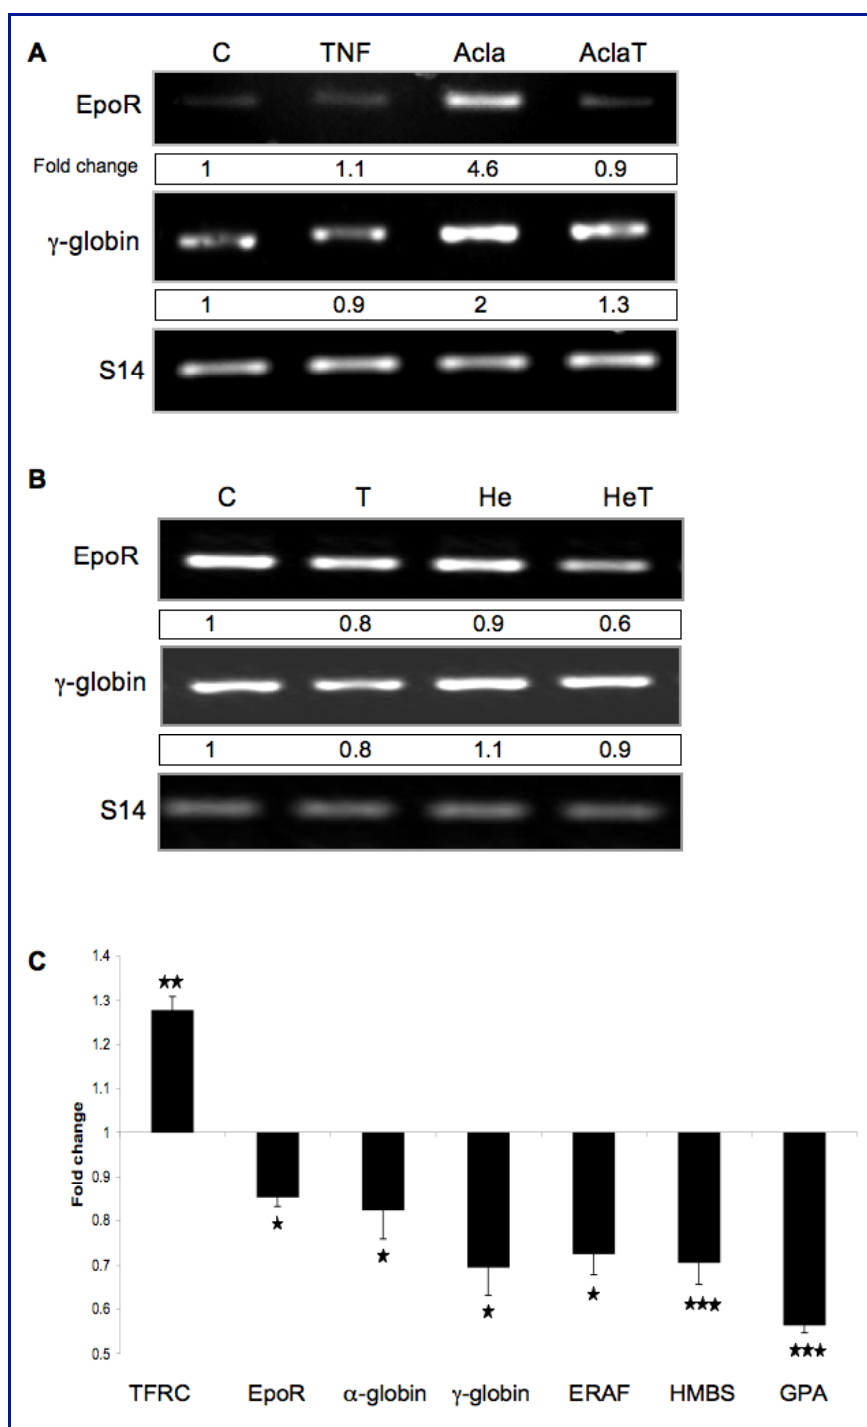 A
C TNF Acla AclaT
EpoR
Fold change 1 1.1 4.6 0.9
γ-globin
1 0.9 2 1.3
S14
B
C T He HeT
EpoR
1 0.8 0.9 0.6
γ-globin
1 0.8 1.1 0.9
S14
C
Fold change
1.4
1.3
1.2
1.1
1
0.9
0.8
0.7
0.6
0.5
TFRC EpoR α-globin γ-globin ERAF HMBS GPA